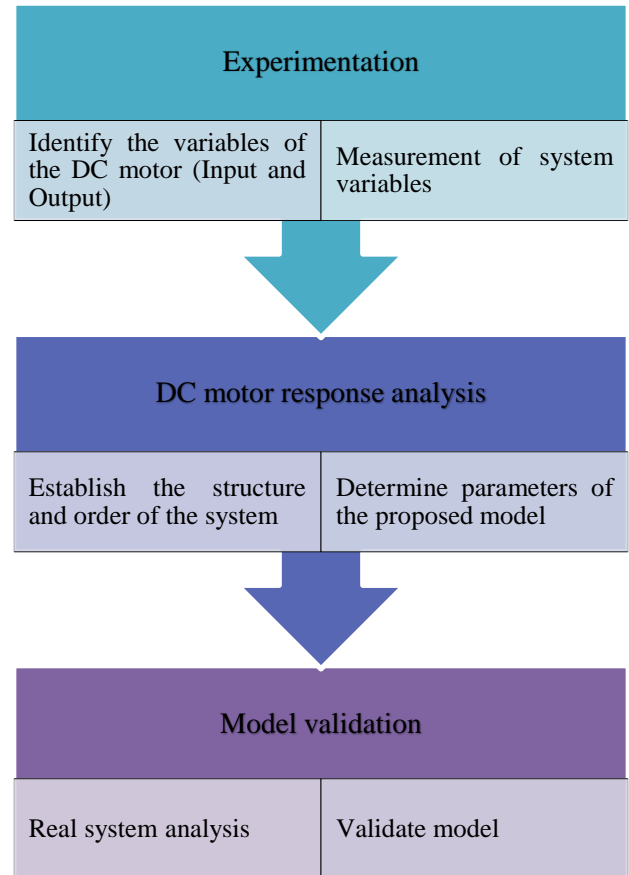 Experimentation
Identify the variables of
the DC motor (Input and
Output)
Measurement of system
variables
DC motor response analysis
Establish the structure
and order of the system
Determine parameters of
the proposed model
Model validation
Real system analysis
Validate model